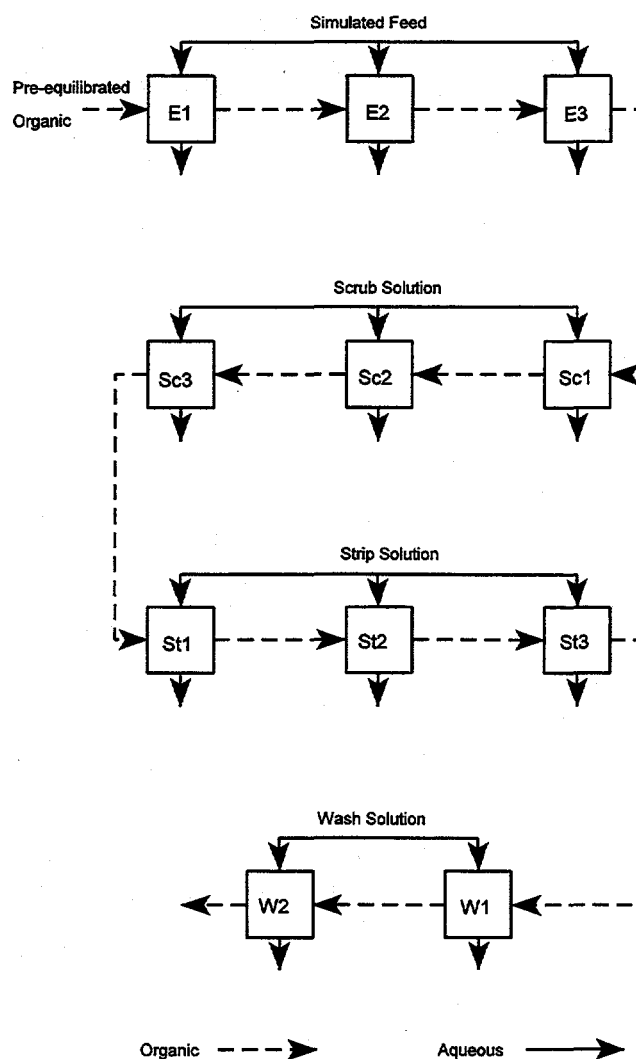 Simulated Feed
Pre-equilibrated
Organic
E1
E2
E3
Scrub Solution
Sc3
Sc2
Sc1
Strip Solution
St1
St2
St3
Wash Solution
W2
W1
Organic
Aqueous